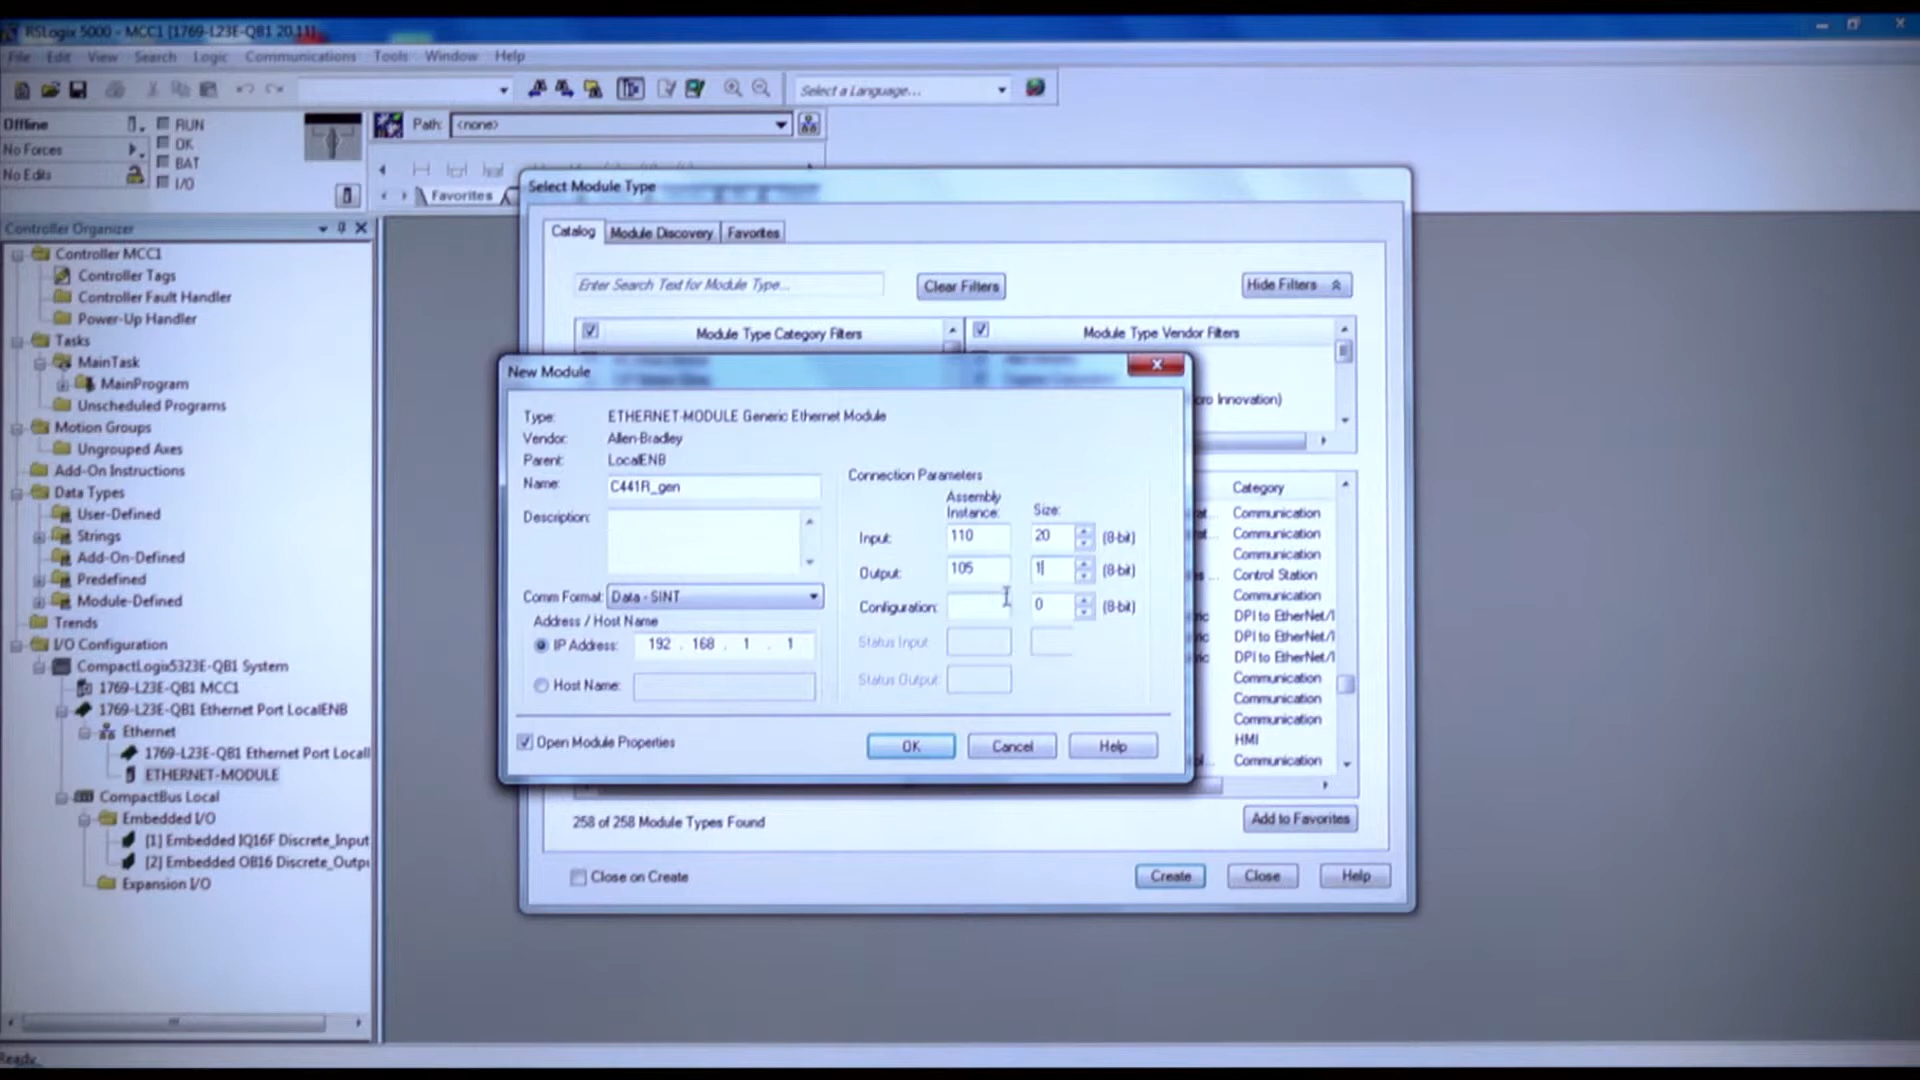 RSLogix 5000 - MCC1 [1769-L23E-QB1 20.11]
File Edit View Search Logic Communications Tools Window Help
Select a Language...
Offline
RUN
No Forces
OK
No Edits
BAT
I/O
Path: <none>
Favorites
Controller Organizer
Controller MCC1
Controller Tags
Controller Fault Handler
Power-Up Handler
Tasks
MainTask
MainProgram
Unscheduled Programs
Motion Groups
Ungrouped Axes
Add-On Instructions
Data Types
User-Defined
Strings
Add-On-Defined
Predefined
Module-Defined
Trends
I/O Configuration
CompactLogix5323E-QB1 System
1769-L23E-QB1 MCC1
1769-L23E-QB1 Ethernet Port LocalENB
Ethernet
1769-L23E-QB1 Ethernet Port Local
ETHERNET-MODULE
CompactBus Local
Embedded I/O
[1] Embedded IQ16F Discrete_Input
[2] Embedded OB16 Discrete_Outp
Expansion I/O
Ready
Select Module Type
Catalog Module Discovery Favorites
Enter Search Text for Module Type...
Clear Filters
Hide Filters
Module Type Category Filters
Module Type Vendor Filters
cro Innovation)
Category
Communication
Communication
Communication
Control Station
Communication
DPI to EtherNet/I
DPI to EtherNet/I
DPI to EtherNet/I
Communication
Communication
Communication
HMI
Communication
258 of 258 Module Types Found
Add to Favorites
Close on Create
Create
Close
Help
New Module
Type: ETHERNET-MODULE Generic Ethernet Module
Vendor: Allen-Bradley
Parent: LocalENB
Name: C441R_gen
Description:
Comm Format: Data - SINT
Address / Host Name
IP Address: 192 . 168 . 1 . 1
Host Name:
Connection Parameters
Assembly
Instance: Size:
Input: 110 20 (8-bit)
Output: 105 1 (8-bit)
Configuration: 0 (8-bit)
Status Input:
Status Output:
Open Module Properties
OK
Cancel
Help